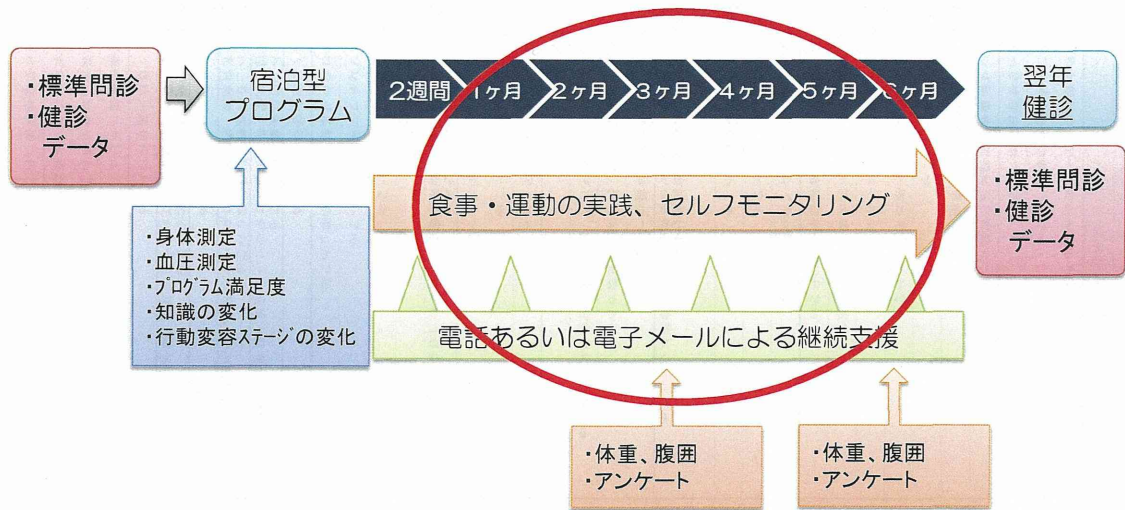 ・標準問診
・健診
データ
宿泊型
プログラム
2週間
1ヶ月
2ヶ月
3ヶ月
4ヶ月
5ヶ月
6ヶ月
翌年
健診
・標準問診
・健診
データ
食事・運動の実践、セルフモニタリング
・身体測定
・血圧測定
・プログラム満足度
・知識の変化
・行動変容ステージの変化
電話あるいは電子メールによる継続支援
・体重、腹囲
・アンケート
・体重、腹囲
・アンケート